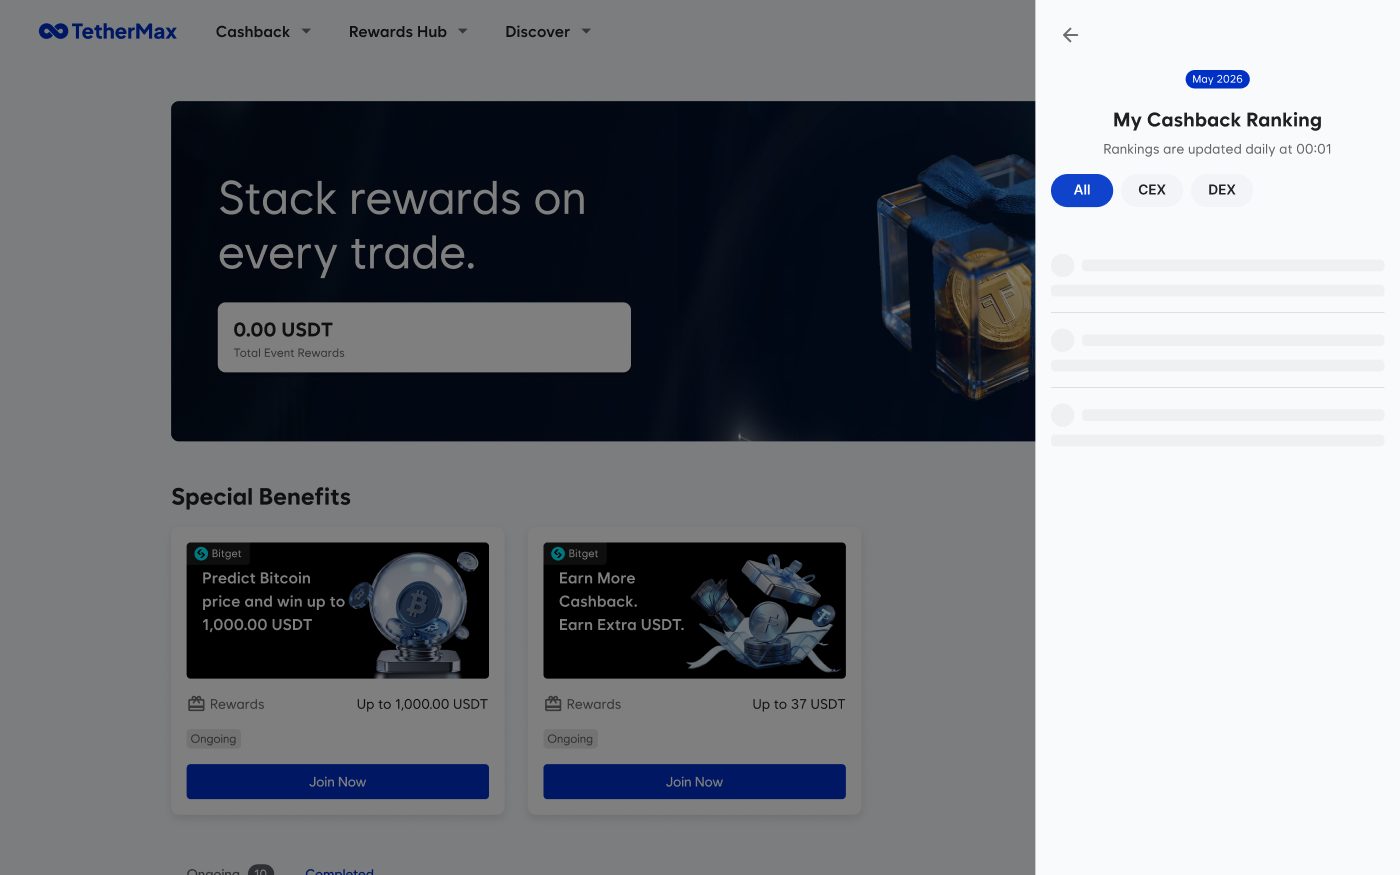 TetherMax
Cashback
Rewards Hub
Discover
Stack rewards on
every trade.
0.00 USDT
Total Event Rewards
Special Benefits
Bitget
Predict Bitcoin
price and win up to
1,000.00 USDT
Rewards
Up to 1,000.00 USDT
Ongoing
Join Now
Bitget
Earn More
Cashback.
Earn Extra USDT.
Rewards
Up to 37 USDT
Ongoing
Join Now
Ongoing 10
Completed
May 2026
My Cashback Ranking
Rankings are updated daily at 00:01
All
CEX
DEX